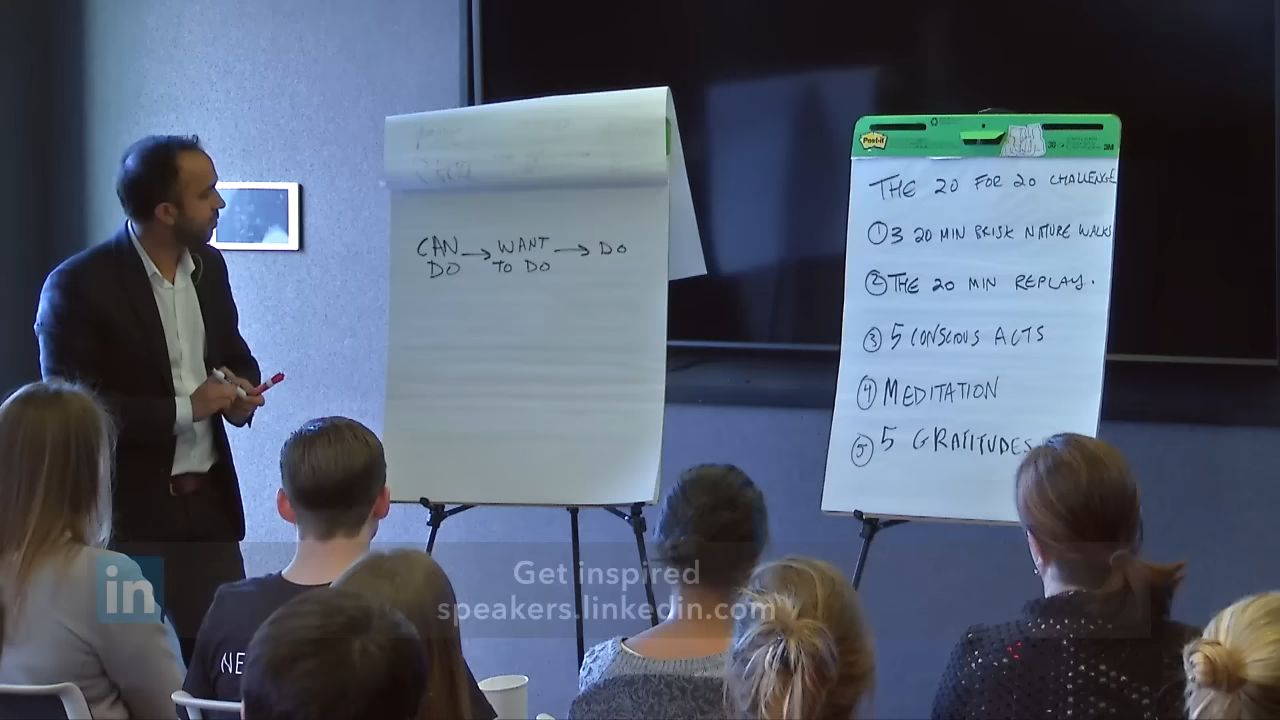 CAN → WANT → DO
DO TO DO
Post-it
3M
THE 20 FOR 20 CHALLENGE
① 3 20 MIN BRISK NATURE WALKS
② THE 20 MIN REPLAY.
③ 5 CONSCIOUS ACTS
④ MEDITATION
⑤ 5 GRATITUDES
NE
in
Get inspired
speakers.linkedin.com